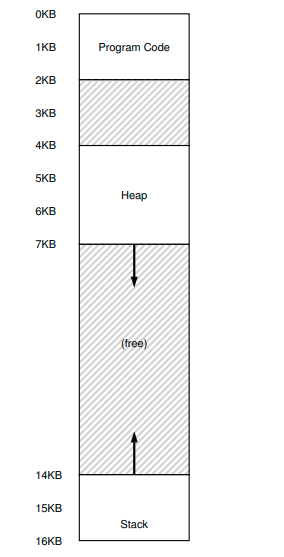 0KB
1KB Program Code
2KB
3KB
4KB
5KB
Heap
6KB
7KB
(free)
14KB
15KB
Stack
16KB